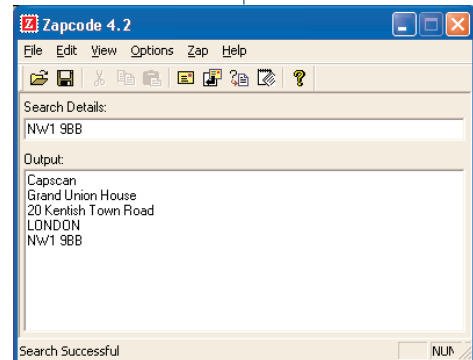 Zapcode 4.2
File Edit View Options Zap Help
Search Details:
NW1 9BB
Output:
Capscan
Grand Union House
20 Kentish Town Road
LONDON
NW1 9BB
Search Successful
NUM